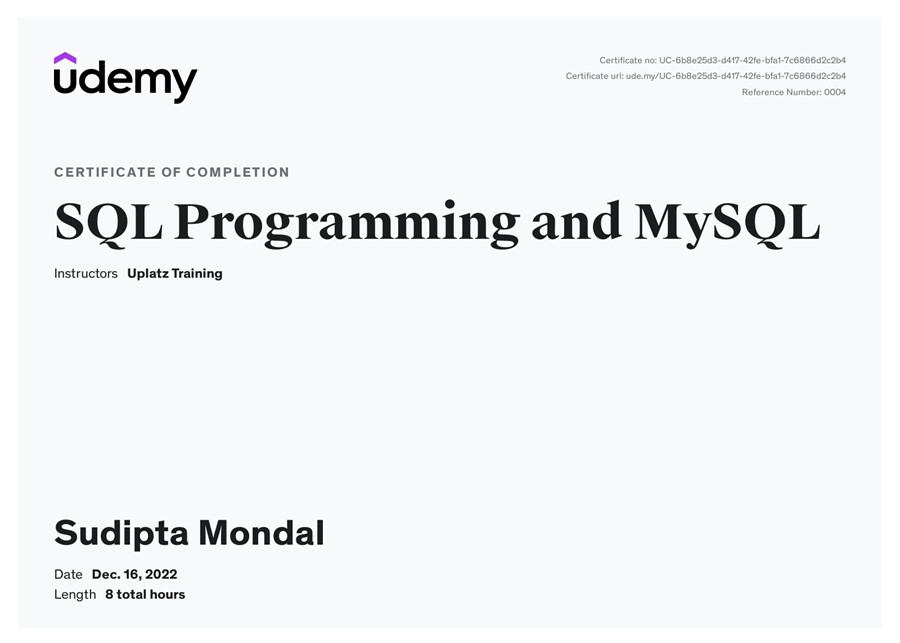 udemy
Certificate no: UC-6b8e25d3-d417-42fe-bfa1-7c6866d2c2b4
Certificate url: ude.my/UC-6b8e25d3-d417-42fe-bfa1-7c6866d2c2b4
Reference Number: 0004
CERTIFICATE OF COMPLETION
SQL Programming and MySQL
Instructors Uplatz Training
Sudipta Mondal
Date Dec. 16, 2022
Length 8 total hours